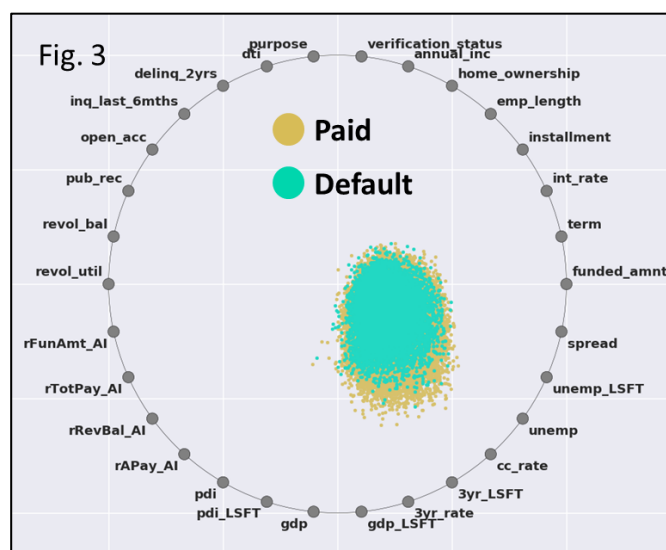 Fig. 3
purpose
verification_status
dti
annual_inc
delinq_2yrs
home_ownership
inq_last_6mths
emp_length
open_acc
installment
pub_rec
int_rate
revol_bal
term
revol_util
funded_amnt
Paid
Default
rFunAmt_AI
spread
rTotPay_AI
unemp_LSFT
rRevBal_AI
unemp
rAPay_AI
cc_rate
pdi
3yr_LSFT
pdi_LSFT
3yr_rate
gdp
gdp_LSFT